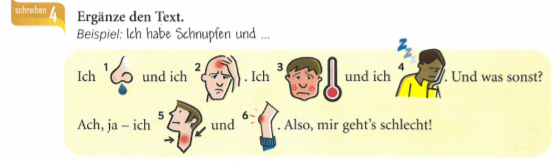 schreiben 4
Ergänze den Text.
Beispiel: Ich habe Schnupfen und ...
Ich 1 und ich 2 . Ich 3 und ich 4 . Und was sonst?
zzz
Ach, ja – ich 5 und 6 . Also, mir geht's schlecht!